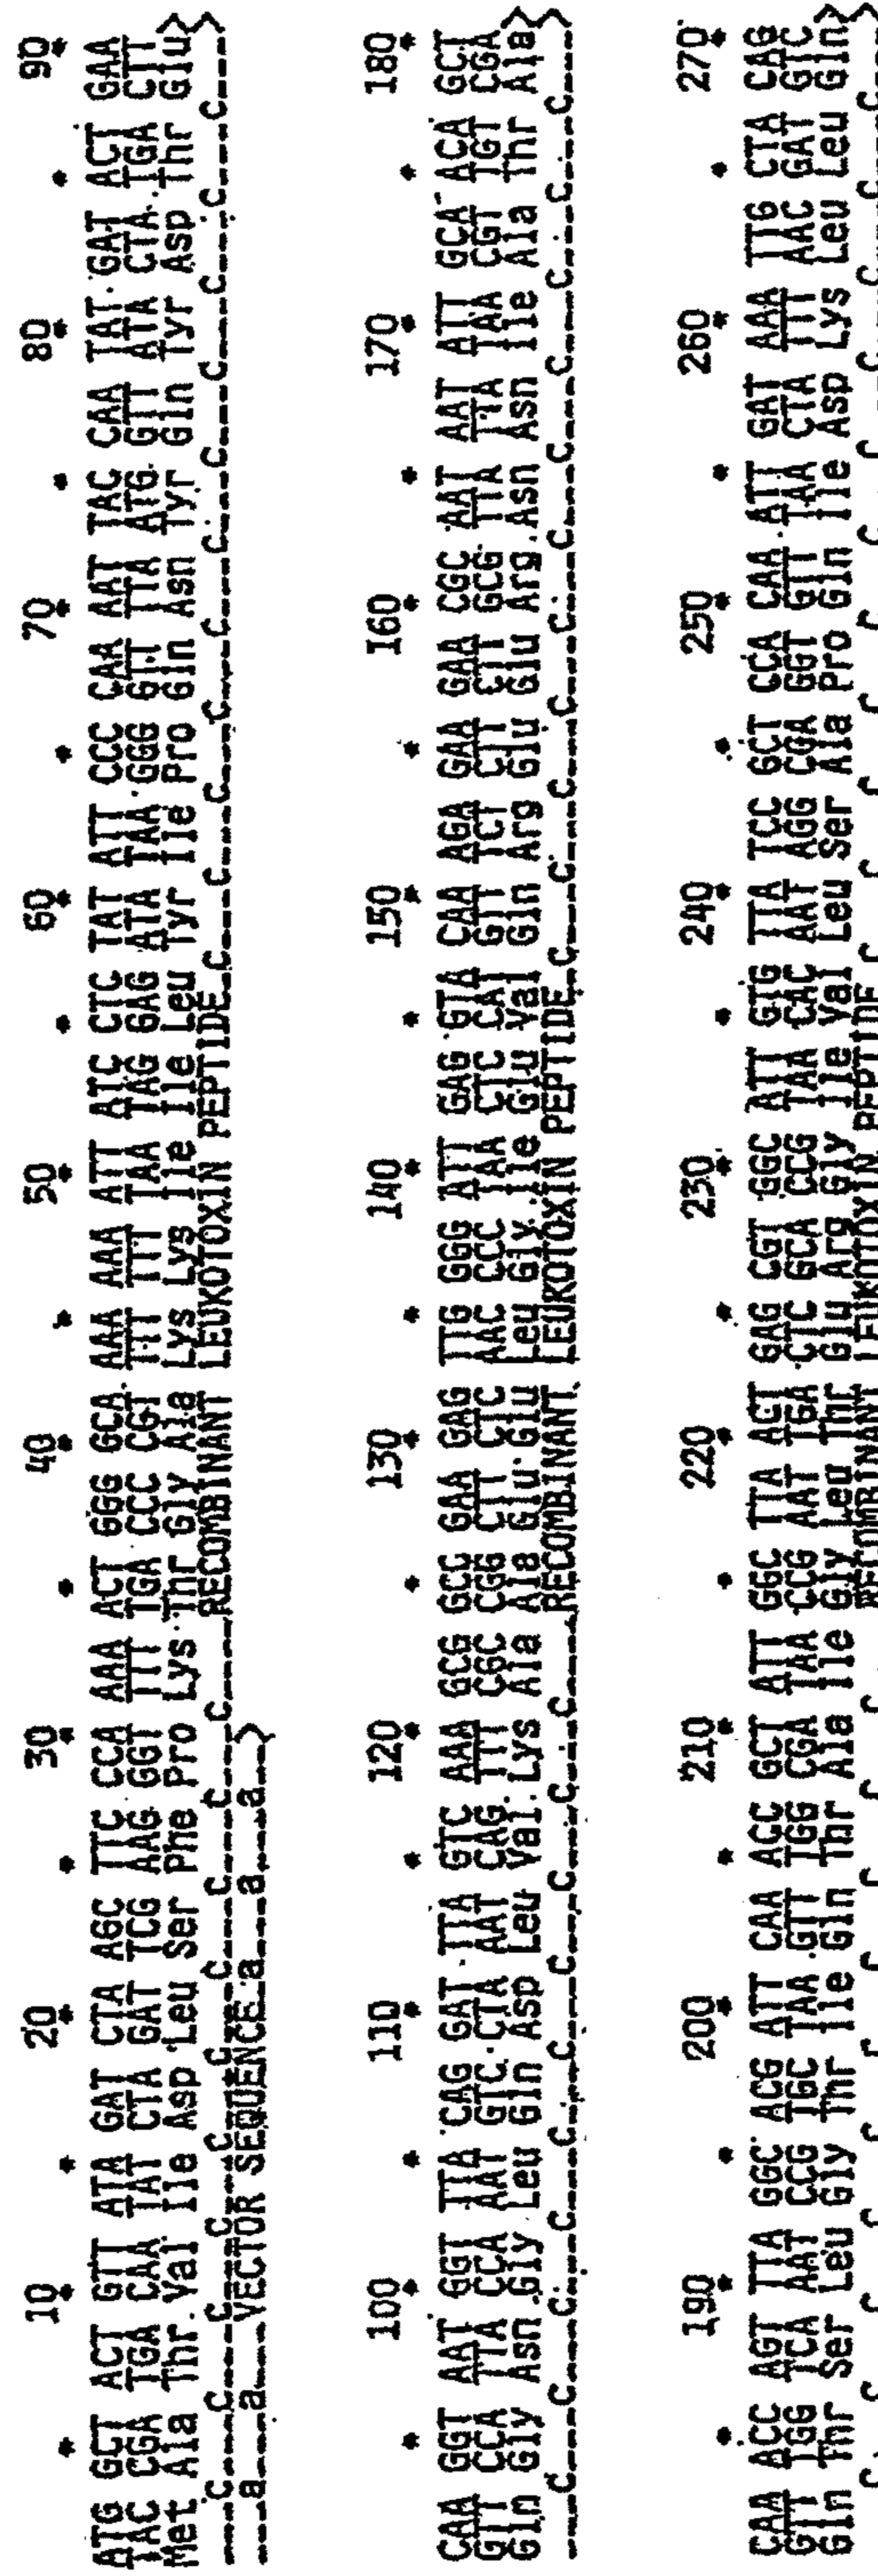 10 20 30 40 50 60 70 80 90
* * * * * * * * * * * * * * * * * *
ATG GCT ACT GTT ATA GAT CTA AGC TTC CCA AAA ACT GGG GCA AAA AAA ATT ATC CTC TAT ATT CCC CAA AAT TAC CAA TAT GAT ACT GAA
TAC CGA TGA CAA TAT CTA GAT TCG AAG GGT TTT TGA CCC CGT TTT TTT TAA TAG GAG ATA TAA GGG GTT TTA ATG GTT ATA CTA TGA CTT
Met Ala Thr Val Ile Asp Leu Ser Phe Pro Lys Thr Gly Ala Lys Lys Ile Ile Leu Tyr Ile Pro Gln Asn Tyr Gln Tyr Asp Thr Glu>
----C----C----C----C----C----C----C----C----RECOMBINANT LEUKOTOXIN PEPTIDE_C____C____C____C____C____C____C____C____C____>
____a____a____VECTOR SEQUENCE_a____a____a____>
100 110 120 130 140 150 160 170 180
* * * * * * * * * * * * * * * * * *
CAA GGT AAT GGT TTA CAG GAT TTA GTC AAA GCG GCC GAA GAG TTG GGG ATT GAG GTA CAA AGA GAA GAA CGC AAT AAT ATT GCA ACA GCT
GTT CCA TTA CCA AAT GTC CTA AAT CAG TTT CGC CGG CTT CTC AAC CCC TAA CTC CAT GTT TCT CTT CTT GCG TTA TTA TAA CGT TGT CGA
Gln Gly Asn Gly Leu Gln Asp Leu Val Lys Ala Ala Glu Glu Leu Gly Ile Glu Val Gln Arg Glu Glu Arg Asn Asn Ile Ala Thr Ala>
____C____C____C____C____C____C____C____C____RECOMBINANT LEUKOTOXIN PEPTIDE_C____C____C____C____C____C____C____C____C____>
190 200 210 220 230 240 250 260 270
* * * * * * * * * * * * * * * * * *
CAA ACC AGT TTA GGC ACG ATT CAA ACC GCT ATT GGC TTA ACT GAG CGT GGC ATT GTG TTA TCC GCT CCA CAA ATT GAT AAA TTG CTA CAG
GTT TGG TCA AAT CCG TGC TAA GTT TGG CGA TAA CCG AAT TGA CTC GCA CCG TAA CAC AAT AGG CGA GGT GTT TAA CTA TTT AAC GAT GTC
Gln Thr Ser Leu Gly Thr Ile Gln Thr Ala Ile Gly Leu Thr Glu Arg Gly Ile Val Leu Ser Ala Pro Gln Ile Asp Lys Leu Leu Gln>
RECOMBINANT LEUKOTOXIN PEPTIDE